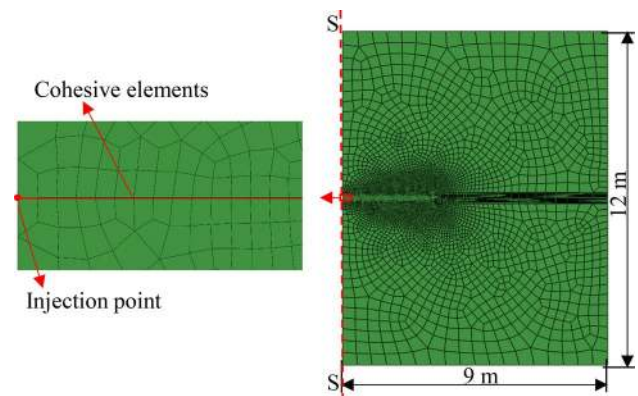 Cohesive elements
Injection point
S
12 m
S
9 m